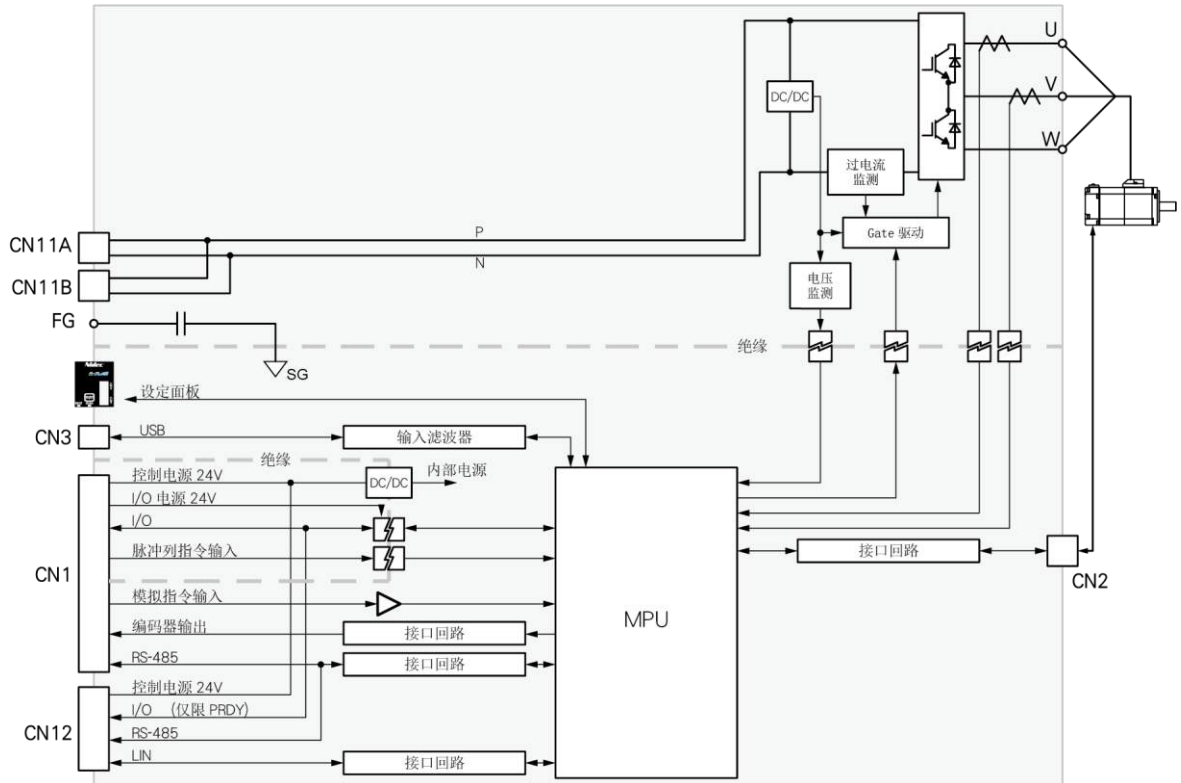 U
V
DC/DC
W
过电流
监测
CN11A
P
Gate 驱动
N
CN11B
电压
监测
FG
绝缘
SG
Nidec
设定面板
CN3
USB
输入滤波器
绝缘
控制电源 24V
DC/DC
内部电源
I/O 电源 24V
I/O
脉冲列指令输入
接口回路
CN1
CN2
模拟指令输入
MPU
编码器输出
接口回路
RS-485
接口回路
控制电源 24V
I/O （仅限 PRDY）
CN12
RS-485
LIN
接口回路